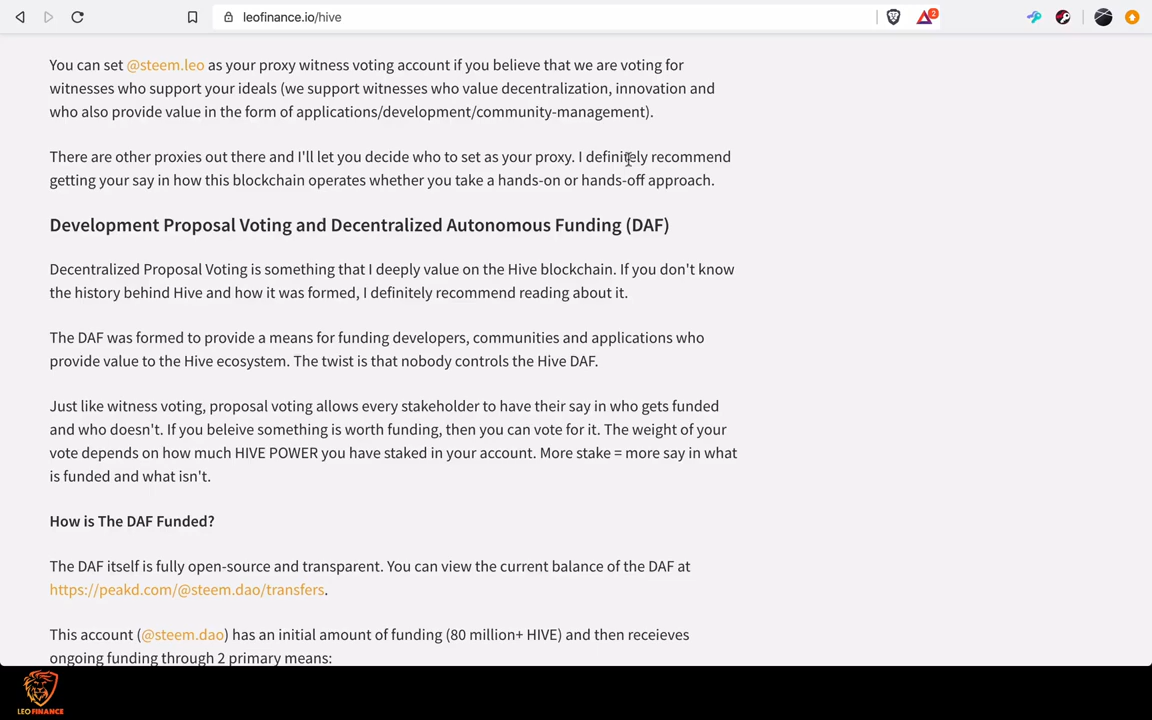 leofinance.io/hive
2
You can set @steem.leo as your proxy witness voting account if you believe that we are voting for
witnesses who support your ideals (we support witnesses who value decentralization, innovation and
who also provide value in the form of applications/development/community-management).
There are other proxies out there and I'll let you decide who to set as your proxy. I definitely recommend
getting your say in how this blockchain operates whether you take a hands-on or hands-off approach.
Development Proposal Voting and Decentralized Autonomous Funding (DAF)
Decentralized Proposal Voting is something that I deeply value on the Hive blockchain. If you don't know
the history behind Hive and how it was formed, I definitely recommend reading about it.
The DAF was formed to provide a means for funding developers, communities and applications who
provide value to the Hive ecosystem. The twist is that nobody controls the Hive DAF.
Just like witness voting, proposal voting allows every stakeholder to have their say in who gets funded
and who doesn't. If you beleive something is worth funding, then you can vote for it. The weight of your
vote depends on how much HIVE POWER you have staked in your account. More stake = more say in what
is funded and what isn't.
How is The DAF Funded?
The DAF itself is fully open-source and transparent. You can view the current balance of the DAF at
https://peakd.com/@steem.dao/transfers.
This account (@steem.dao) has an initial amount of funding (80 million+ HIVE) and then receieves
ongoing funding through 2 primary means:
LEOFINANCE